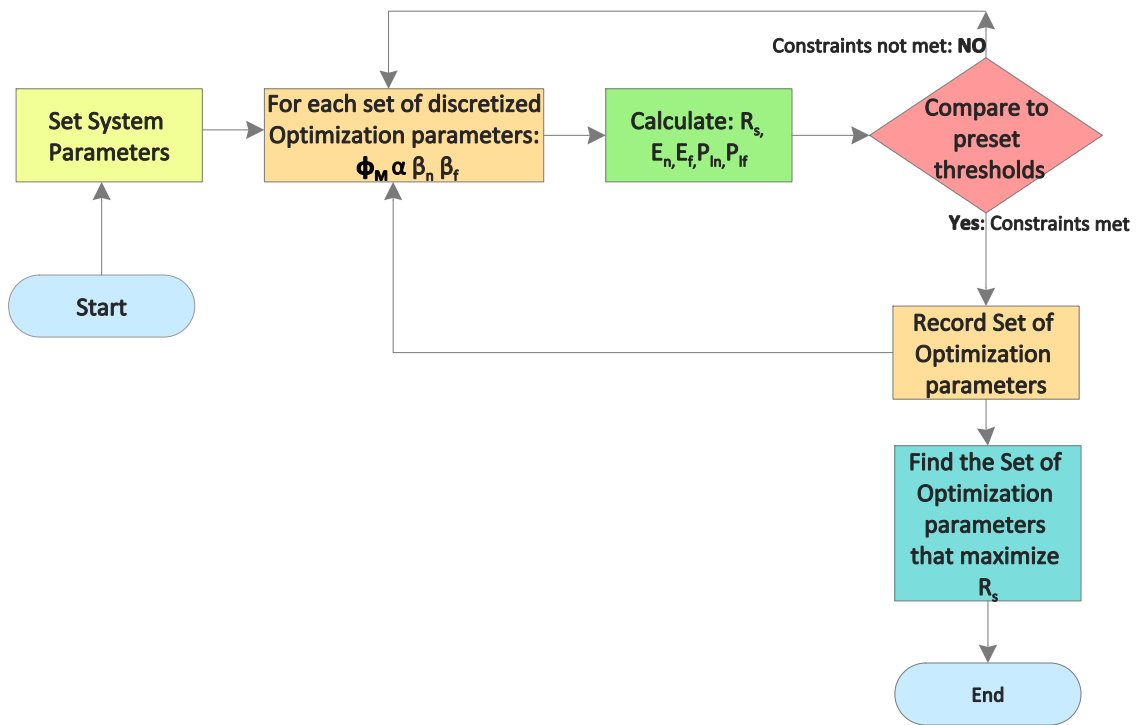 Constraints not met: NO
Set System
Parameters
For each set of discretized
Optimization parameters:
ϕM α βn βf
Calculate: Rs,
En,Ef,PIn,PIf
Compare to
preset
thresholds
Yes: Constraints met
Start
Record Set of
Optimization
parameters
Find the Set of
Optimization
parameters
that maximize
Rs
End